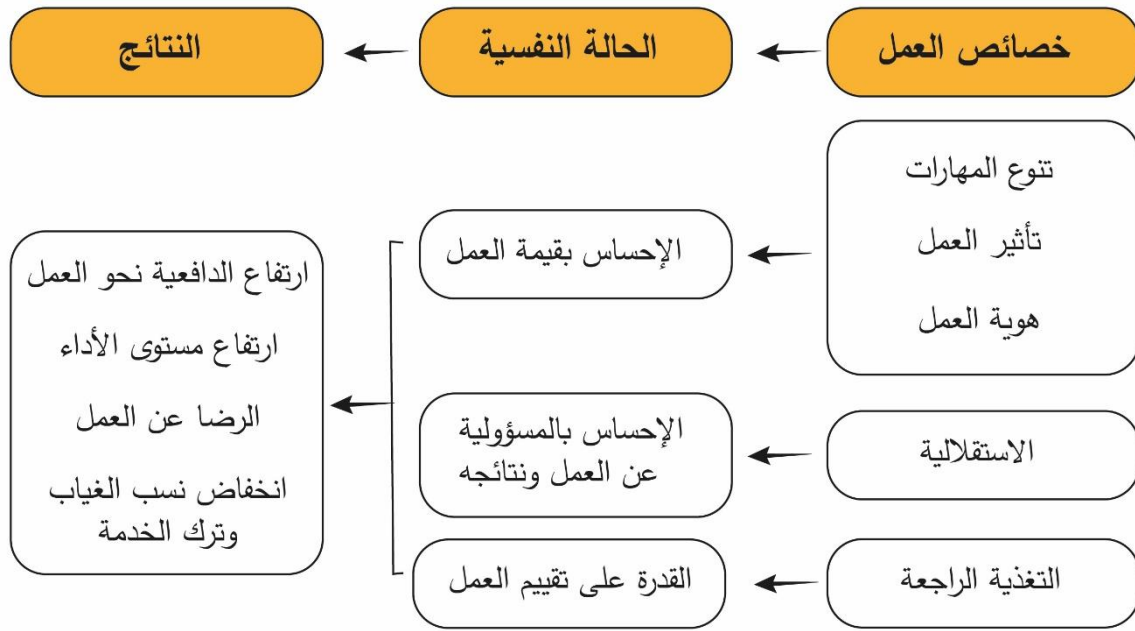 خصائص العمل
الحالة النفسية
النتائج
تنوع المهارات
تأثير العمل
هوية العمل
الإحساس بقيمة العمل
الاستقلالية
الإحساس بالمسؤولية
عن العمل ونتائجه
التغذية الراجعة
القدرة على تقييم العمل
ارتفاع الدافعية نحو العمل
ارتفاع مستوى الأداء
الرضا عن العمل
انخفاض نسب الغياب
وترك الخدمة